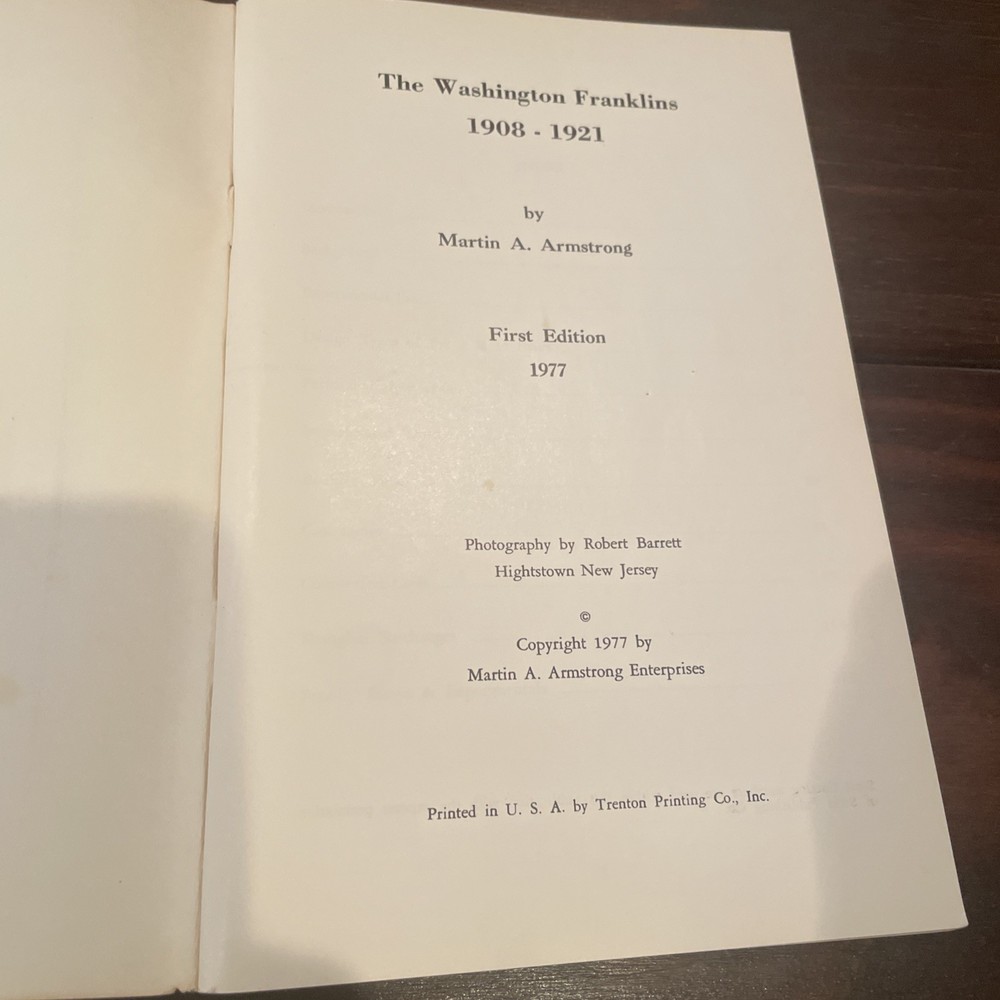 The Washington Franklins
1908 - 1921
by
Martin A. Armstrong
First Edition
1977
Photography by Robert Barrett
Hightstown New Jersey
©
Copyright 1977 by
Martin A. Armstrong Enterprises
Printed in U. S. A. by Trenton Printing Co., Inc.